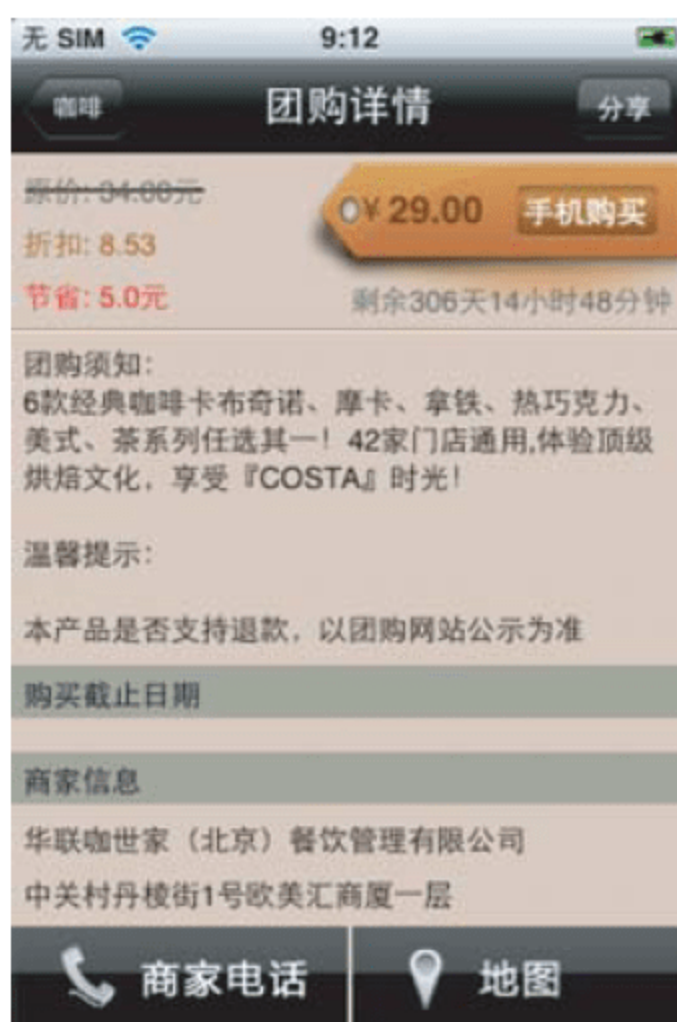 无 SIM 9:12
咖啡 团购详情 分享
原价: 34.00元
¥ 29.00 手机购买
折扣: 8.53
节省: 5.0元
剩余306天14小时48分钟
团购须知:
6款经典咖啡卡布奇诺、摩卡、拿铁、热巧克力、
美式、茶系列任选其一！42家门店通用,体验顶级
烘焙文化，享受『COSTA』时光！
温馨提示:
本产品是否支持退款，以团购网站公示为准
购买截止日期
商家信息
华联咖世家（北京）餐饮管理有限公司
中关村丹棱街1号欧美汇商厦一层
商家电话 地图